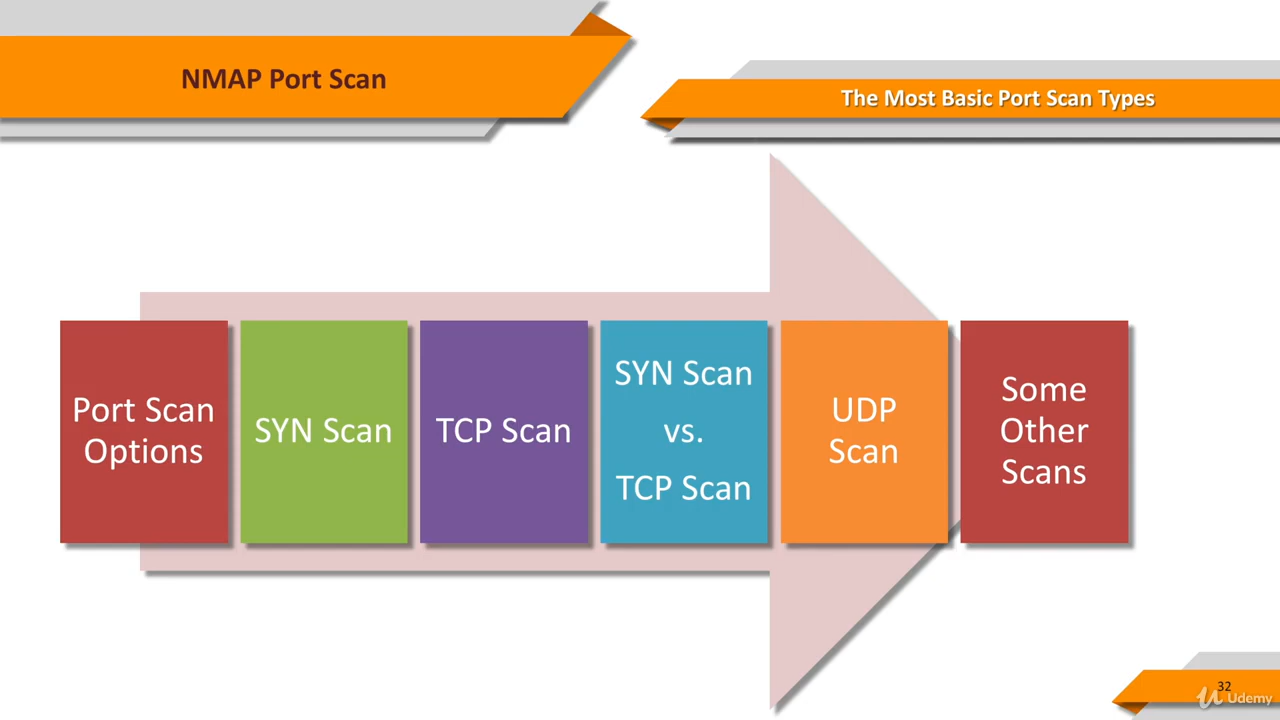 NMAP Port Scan
The Most Basic Port Scan Types
Port Scan
Options
SYN Scan
TCP Scan
SYN Scan
vs.
TCP Scan
UDP
Scan
Some
Other
Scans
32
Udemy